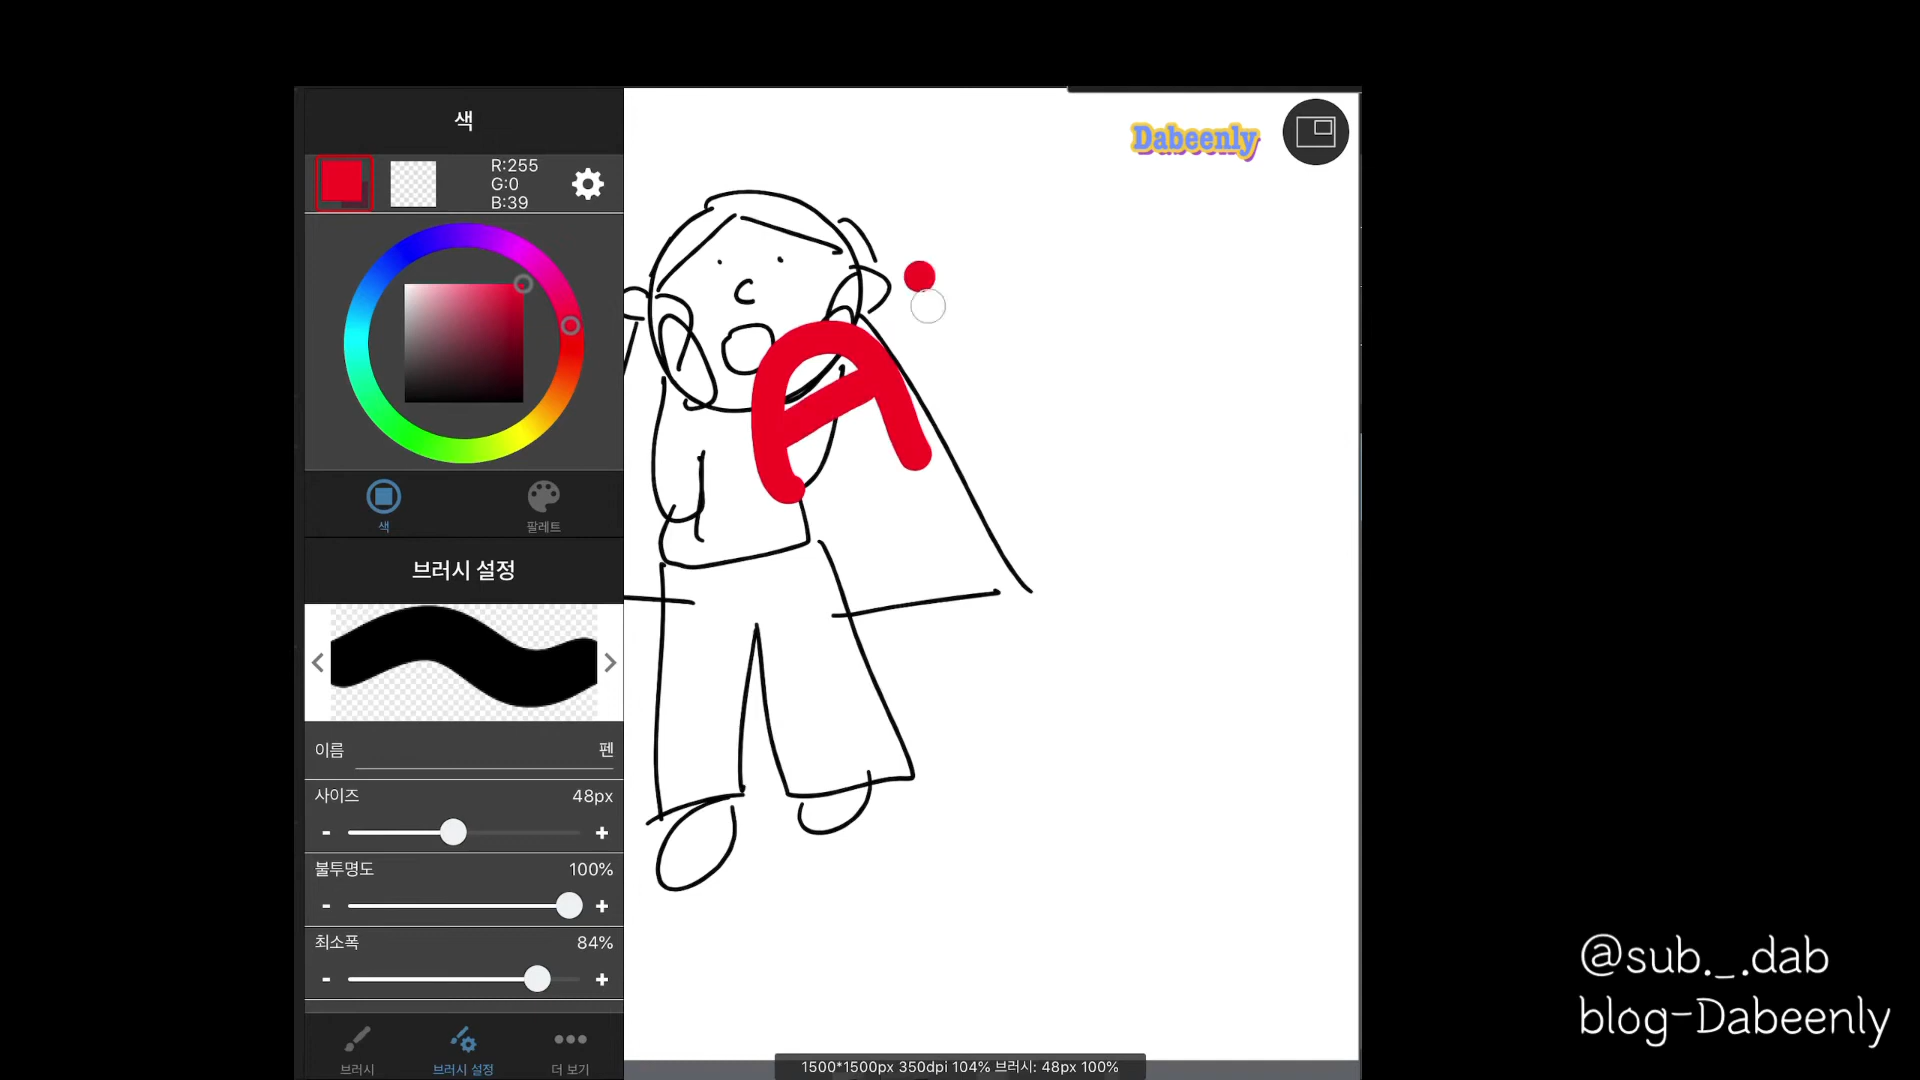 색
Dabeenly
R:255
G:0
B:39
색
팔레트
브러시 설정
이름
펜
사이즈
48px
- +
불투명도
100%
- +
최소폭
84%
- +
브러시
브러시 설정
더 보기
A
1500*1500px 350dpi 104% 브러시: 48px 100%
@sub._.dab
blog-Dabeenly